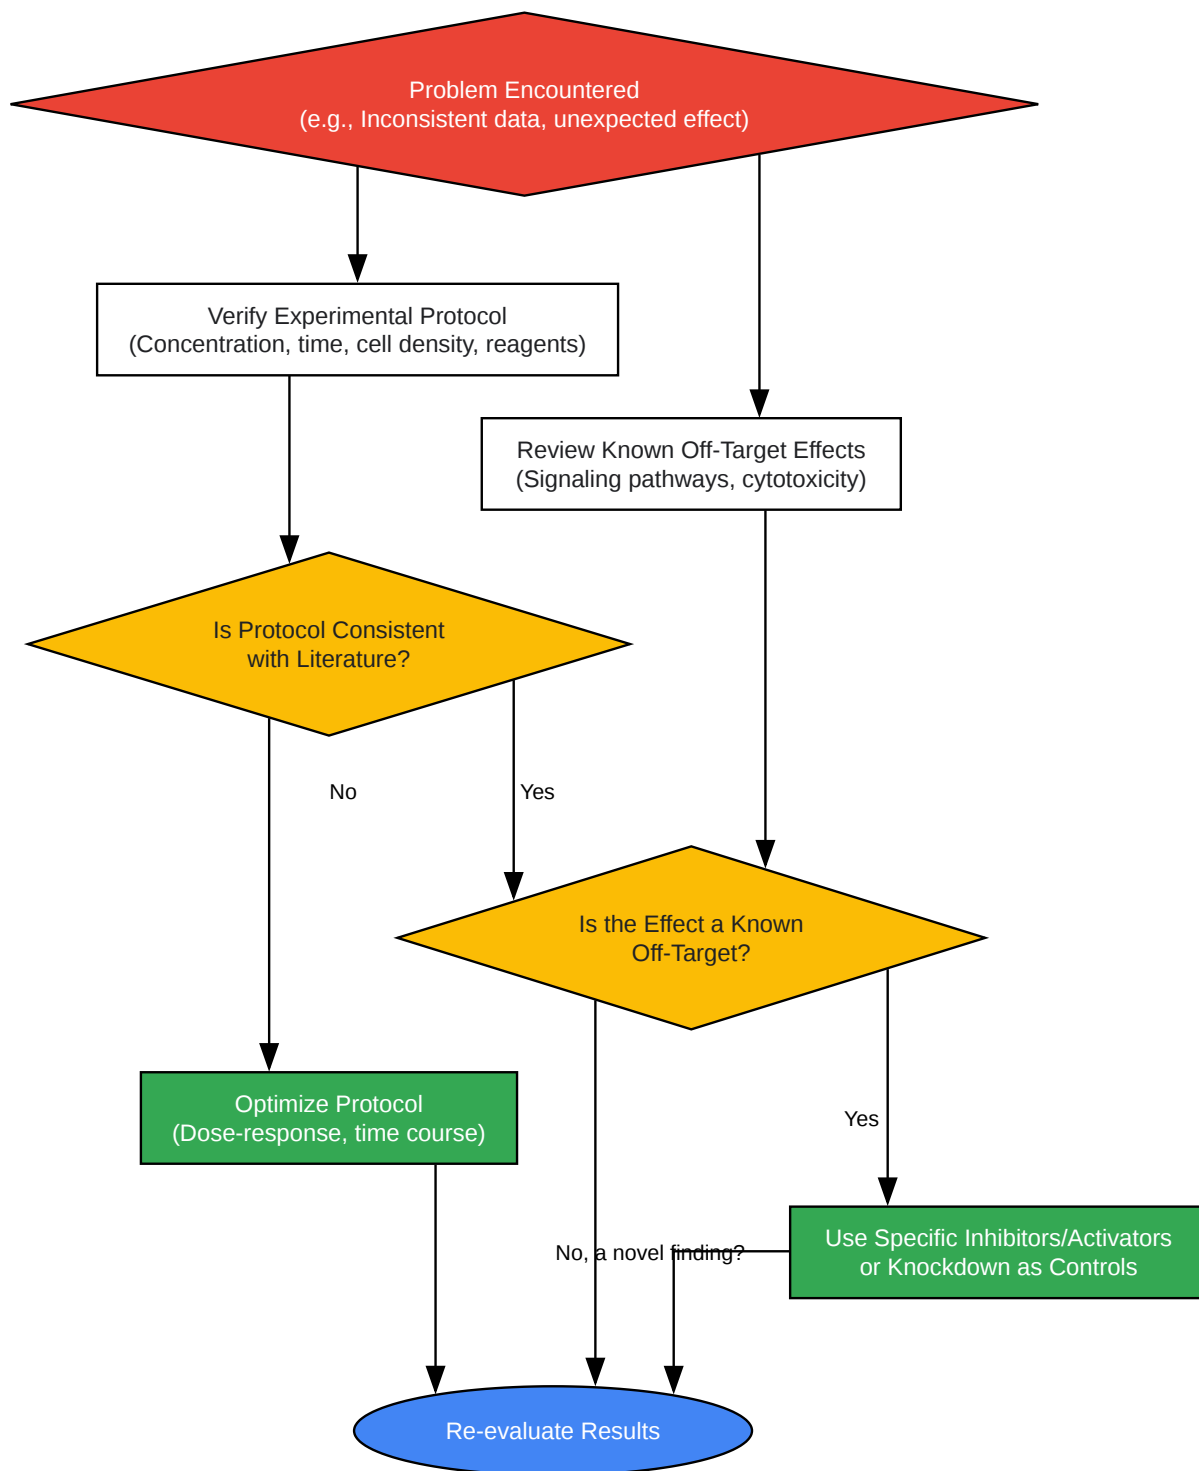 Problem Encountered
(e.g., Inconsistent data, unexpected effect)
Verify Experimental Protocol
(Concentration, time, cell density, reagents)
Review Known Off-Target Effects
(Signaling pathways, cytotoxicity)
Is Protocol Consistent
with Literature?
No
Yes
Is the Effect a Known
Off-Target?
Optimize Protocol
(Dose-response, time course)
Yes
No, a novel finding?
Use Specific Inhibitors/Activators
or Knockdown as Controls
Re-evaluate Results